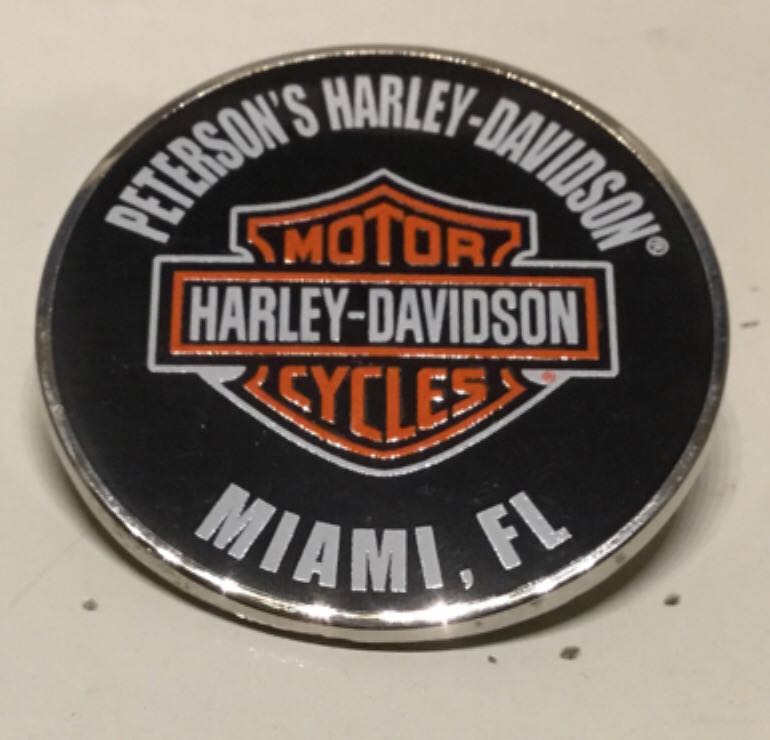 PETERSON'S HARLEY-DAVIDSON®
MOTOR
HARLEY-DAVIDSON
CYCLES
MIAMI, FL